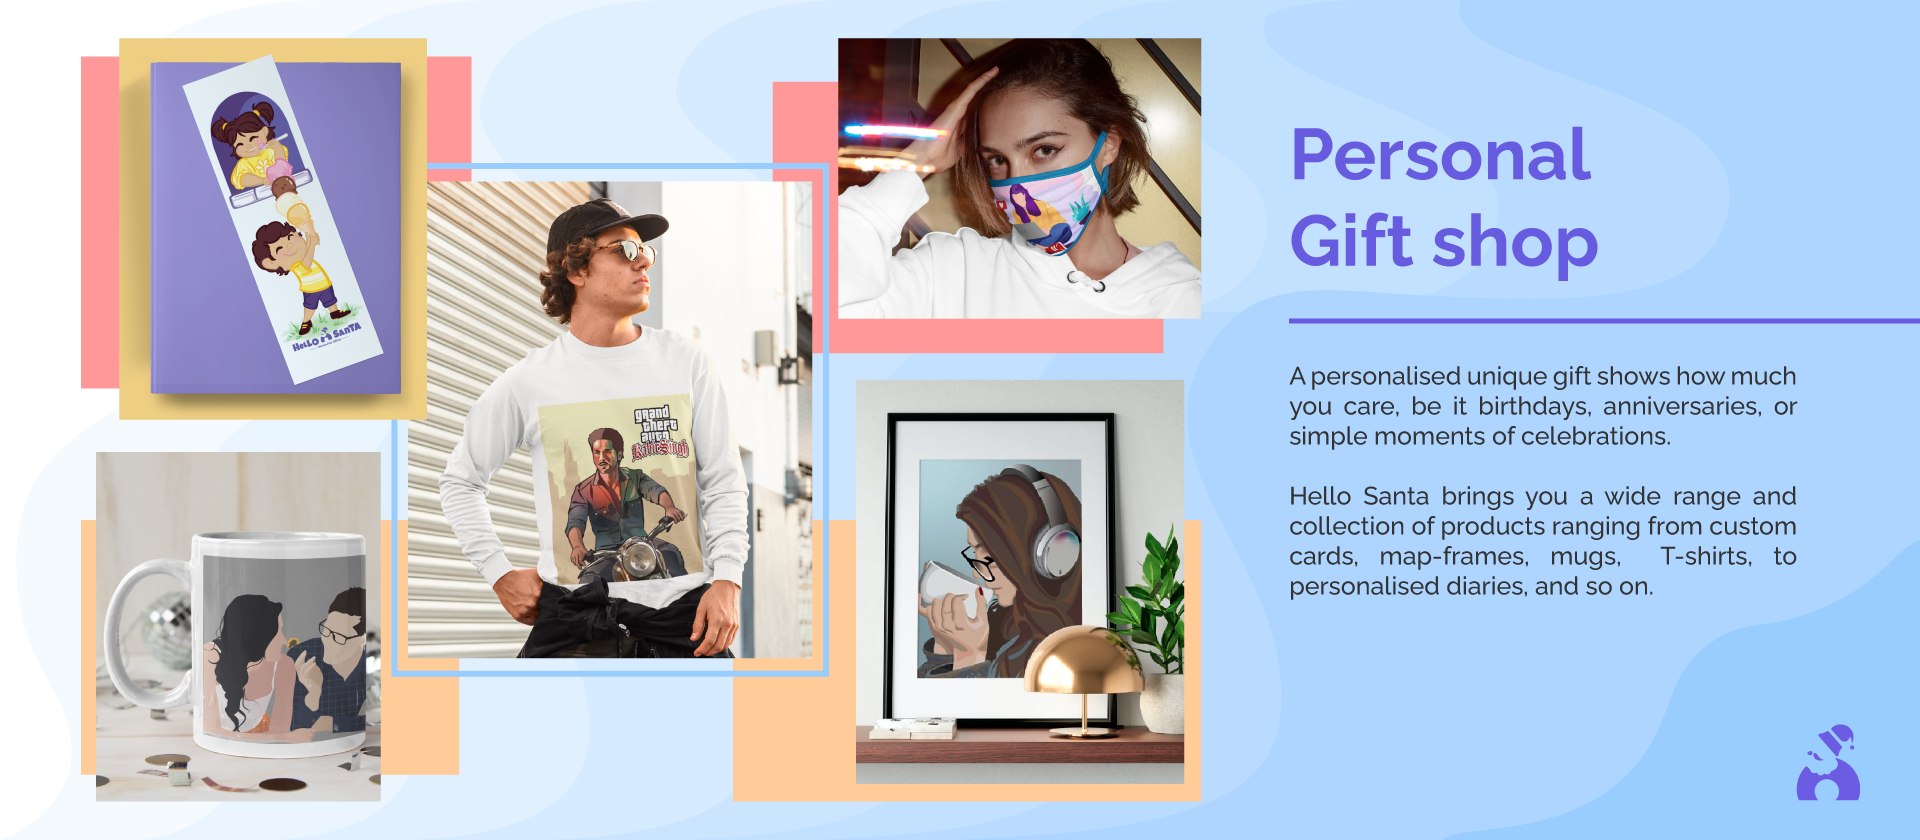 Personal
Gift shop
A personalised unique gift shows how much
you care, be it birthdays, anniversaries, or
simple moments of celebrations.
Hello Santa brings you a wide range and
collection of products ranging from custom
cards, map-frames, mugs, T-shirts, to
personalised diaries, and so on.
HELLO SANTA
grand
theft
auto
Kabir Singh